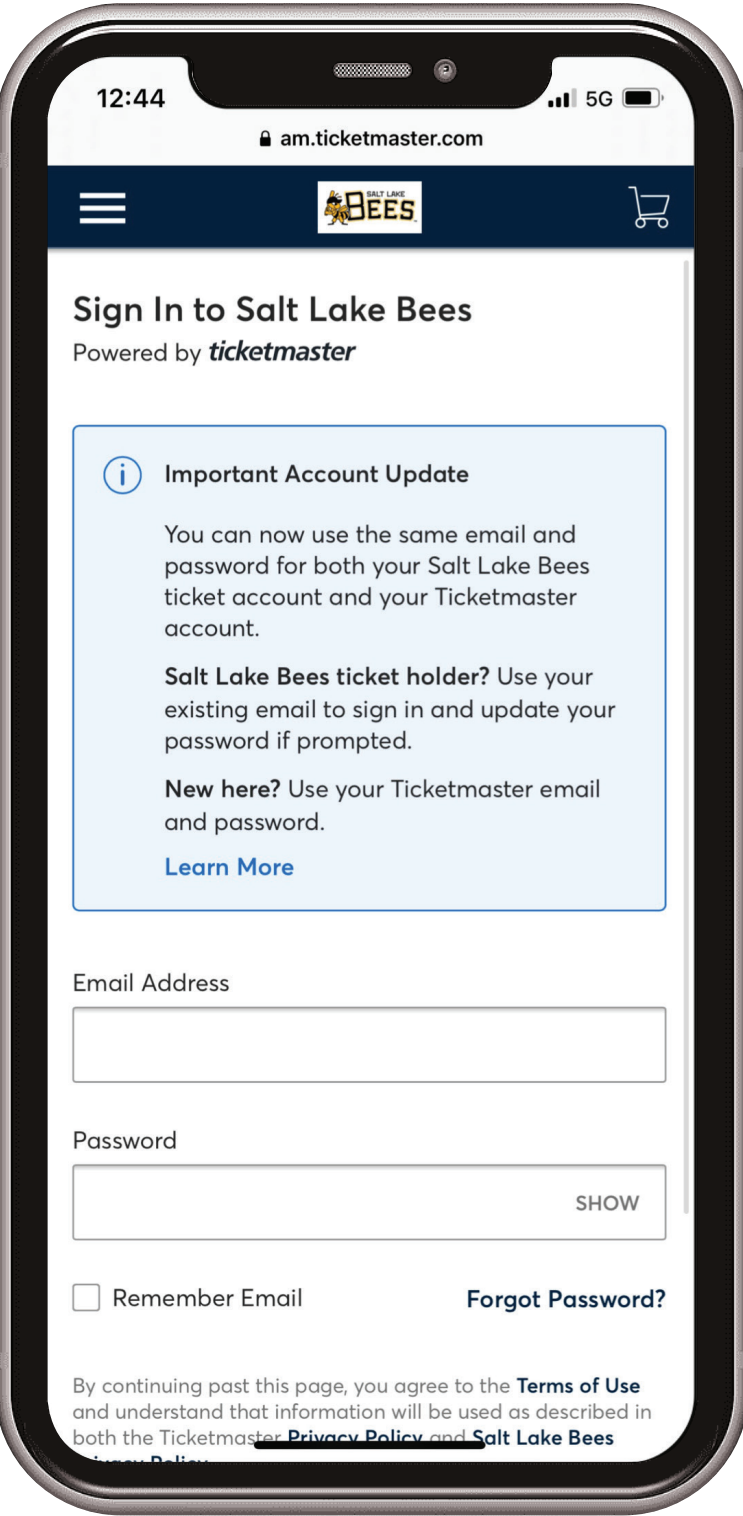 12:44
5G
am.ticketmaster.com
SALT LAKE
BEES
Sign In to Salt Lake Bees
Powered by ticketmaster
Important Account Update
You can now use the same email and
password for both your Salt Lake Bees
ticket account and your Ticketmaster
account.
Salt Lake Bees ticket holder? Use your
existing email to sign in and update your
password if prompted.
New here? Use your Ticketmaster email
and password.
Learn More
Email Address
Password
SHOW
Remember Email
Forgot Password?
By continuing past this page, you agree to the Terms of Use
and understand that information will be used as described in
both the Ticketmaster Privacy Policy and Salt Lake Bees
Privacy Policy